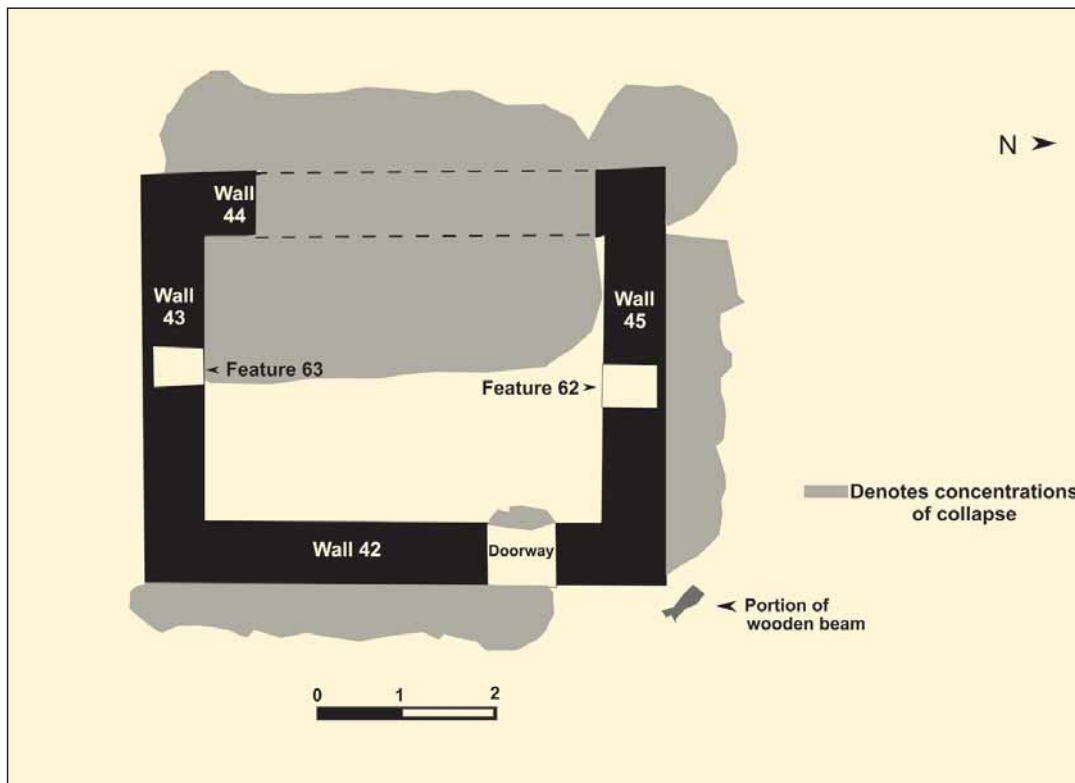 N
Wall
44
Wall
43
Wall
45
Feature 63
Feature 62
Denotes concentrations
of collapse
Wall 42
Doorway
Portion of
wooden beam
0 1 2